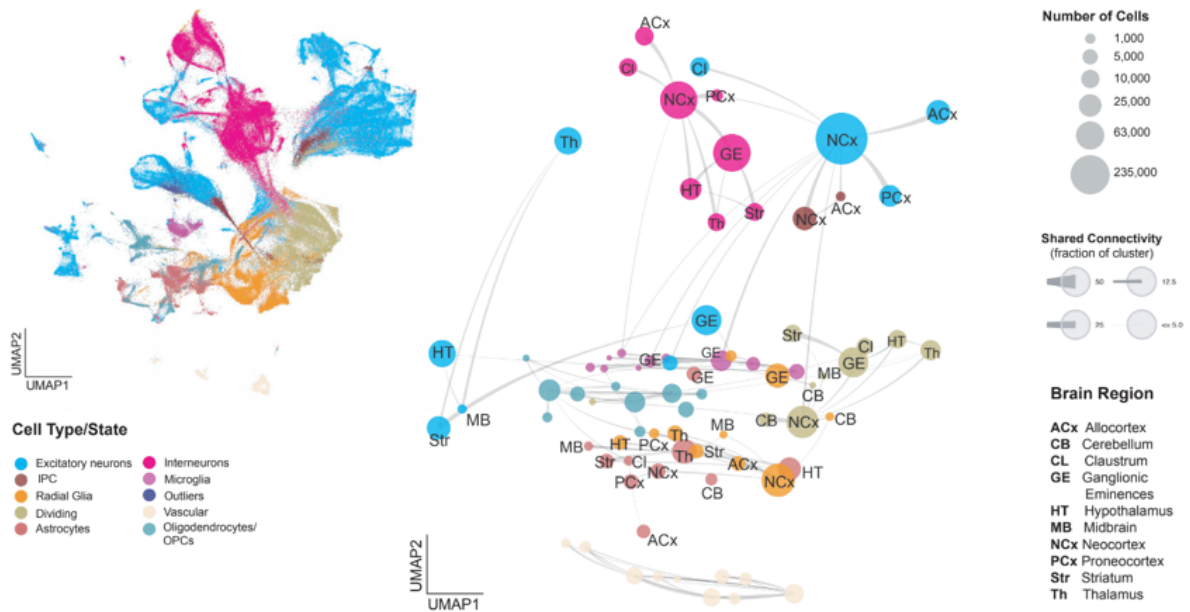 UMAP2
UMAP1
Cell Type/State
Excitatory neurons
IPC
Radial Glia
Dividing
Astrocytes
Interneurons
Microglia
Outliers
Vascular
Oligodendrocytes/
OPCs
ACx
CI
CI
NCx
PCx
Th
GE
NCx
ACx
HT
Str
Th
NCx
ACx
PCx
GE
HT
MB
Str
GE
GE
GE
GE
Str
CI
HT
Th
GE
MB
CB
CB
NCx
CB
MB
HT
PCx
Th
MB
Str
CI
Th
Str
NCx
PCx
ACx
CB
NCx
HT
ACx
UMAP2
UMAP1
Number of Cells
1,000
5,000
10,000
25,000
63,000
235,000
Shared Connectivity
(fraction of cluster)
50
12.5
25
<= 5.0
Brain Region
ACx Allocortex
CB Cerebellum
CL Claustrum
GE Ganglionic
Eminences
HT Hypothalamus
MB Midbrain
NCx Neocortex
PCx Proneocortex
Str Striatum
Th Thalamus